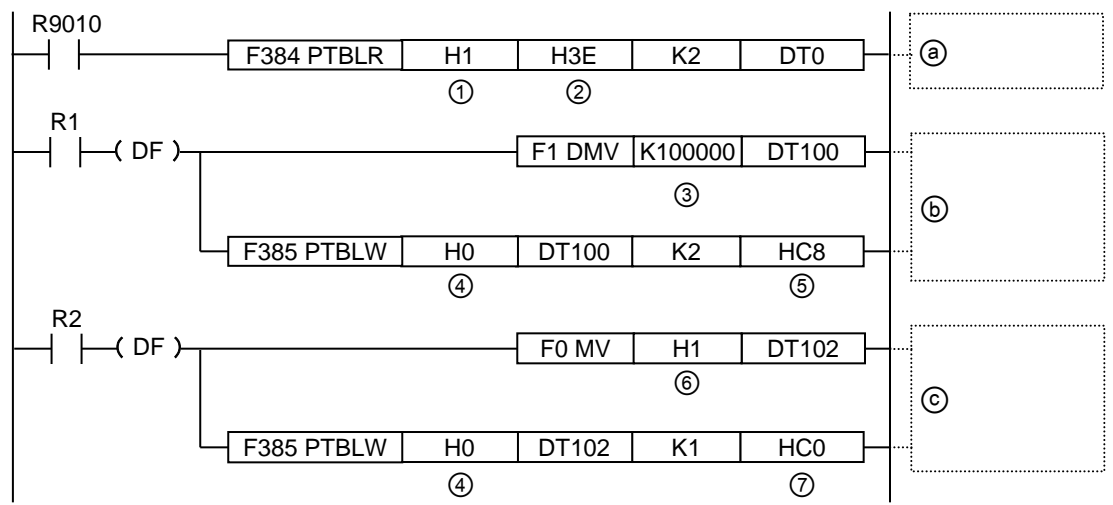 R9010
F384 PTBLR H1 H3E K2 DT0 ⓐ
① ②
R1
( DF ) F1 DMV K100000 DT100
③ ⓑ
F385 PTBLW H0 DT100 K2 HC8
④ ⑤
R2
( DF ) F0 MV H1 DT102
⑥ ⓒ
F385 PTBLW H0 DT102 K1 HC0
④ ⑦